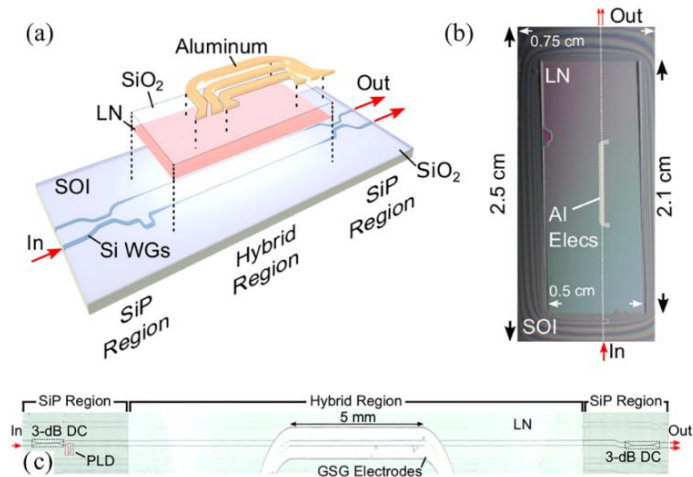 (a)
Aluminum
SiO2
LN
Out
SOI
SiO2
In
Si WGs
SiP
Region
Hybrid
Region
SiP
Region
(b)
Out
0.75 cm
LN
2.5 cm
2.1 cm
Al
Elecs
0.5 cm
SOI
In
SiP Region
Hybrid Region
SiP Region
In
3-dB DC
5 mm
LN
Out
(c)
PLD
GSG Electrodes
3-dB DC